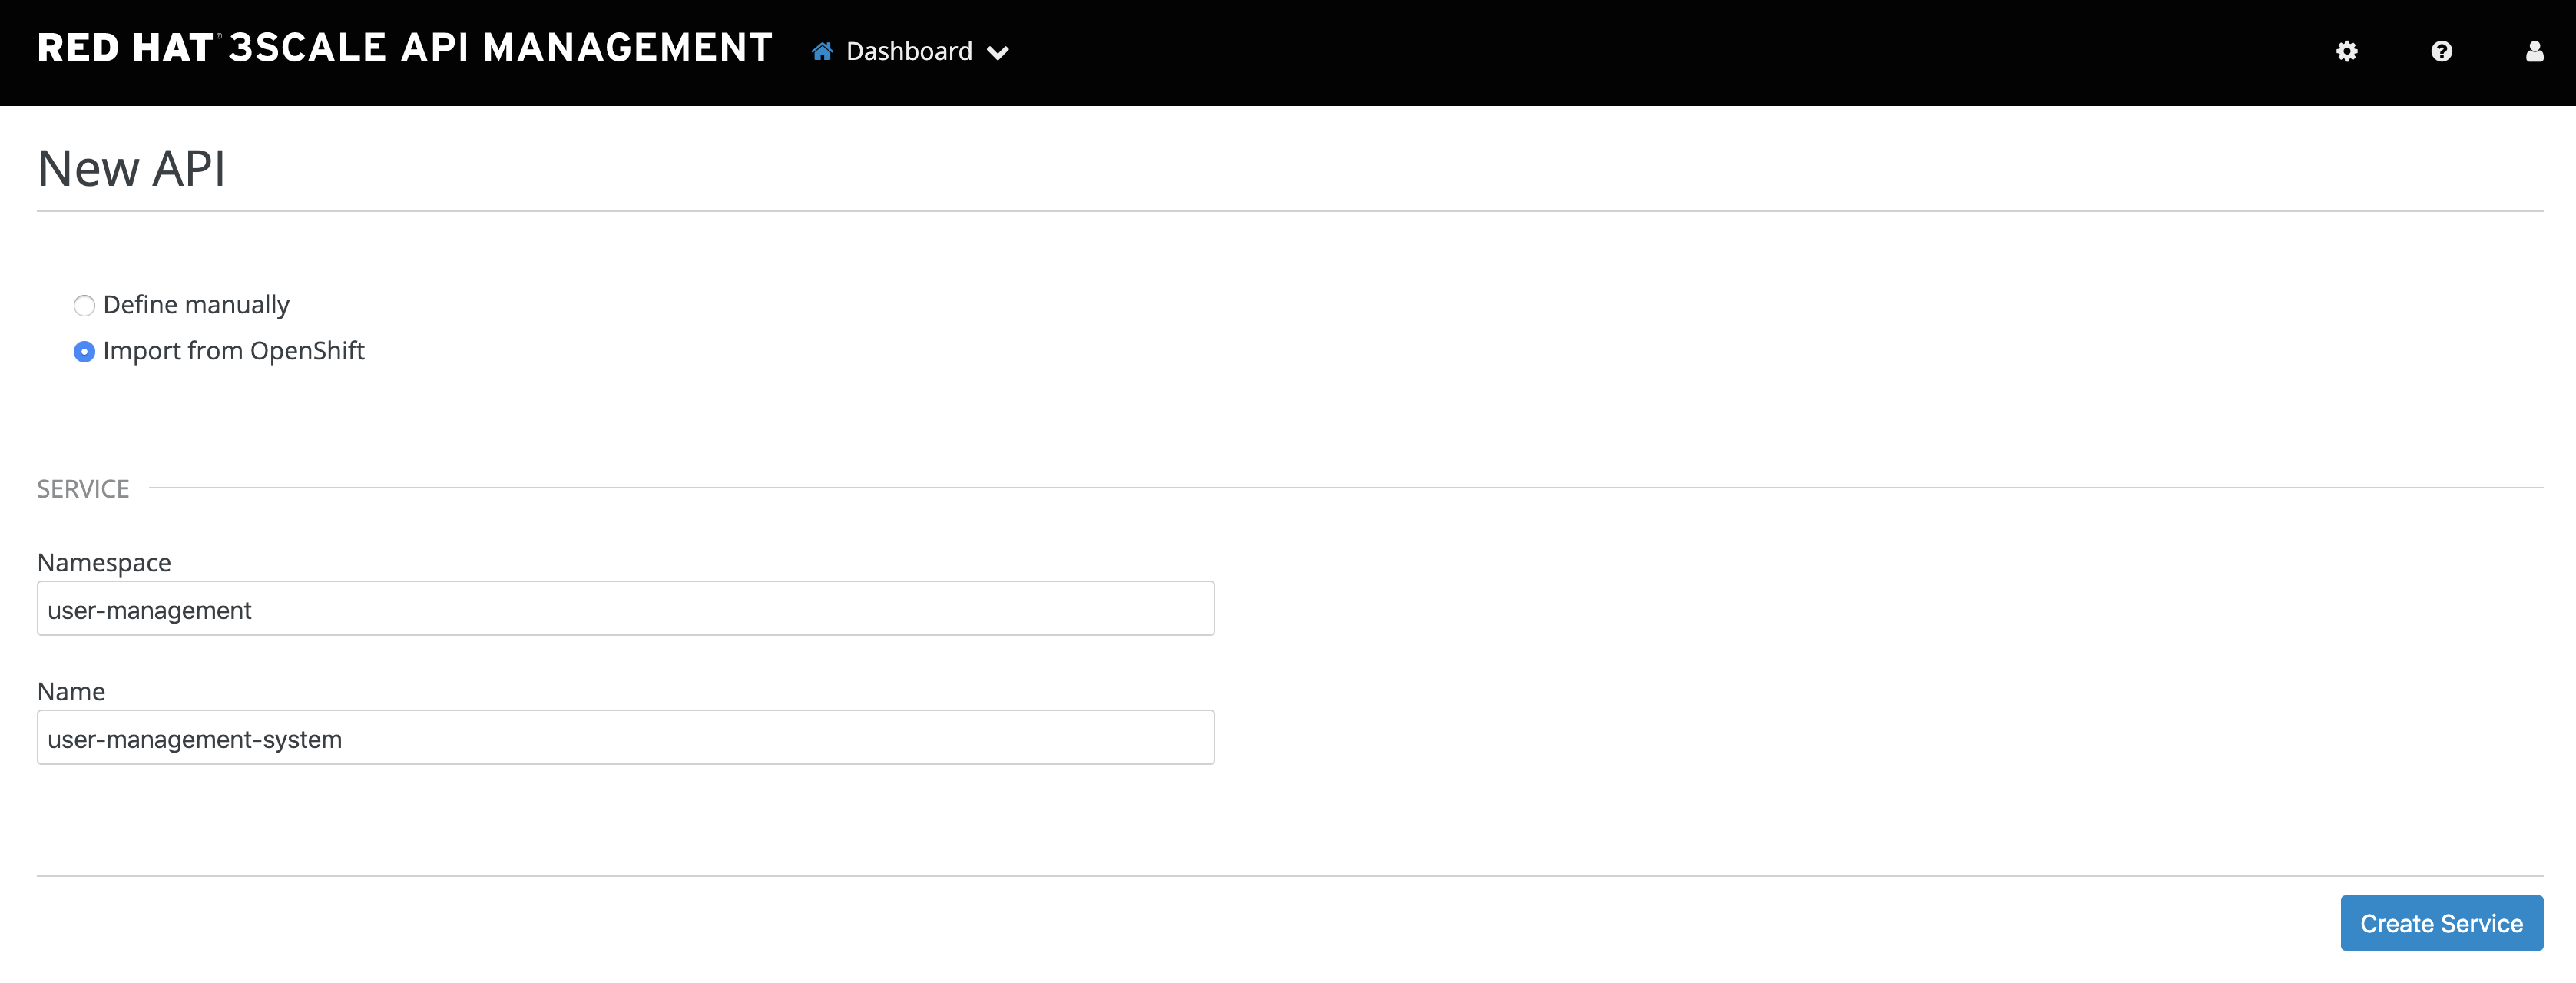 RED HAT® 3SCALE API MANAGEMENT Dashboard
New API
Define manually
Import from OpenShift
SERVICE
Namespace
user-management
Name
user-management-system
Create Service